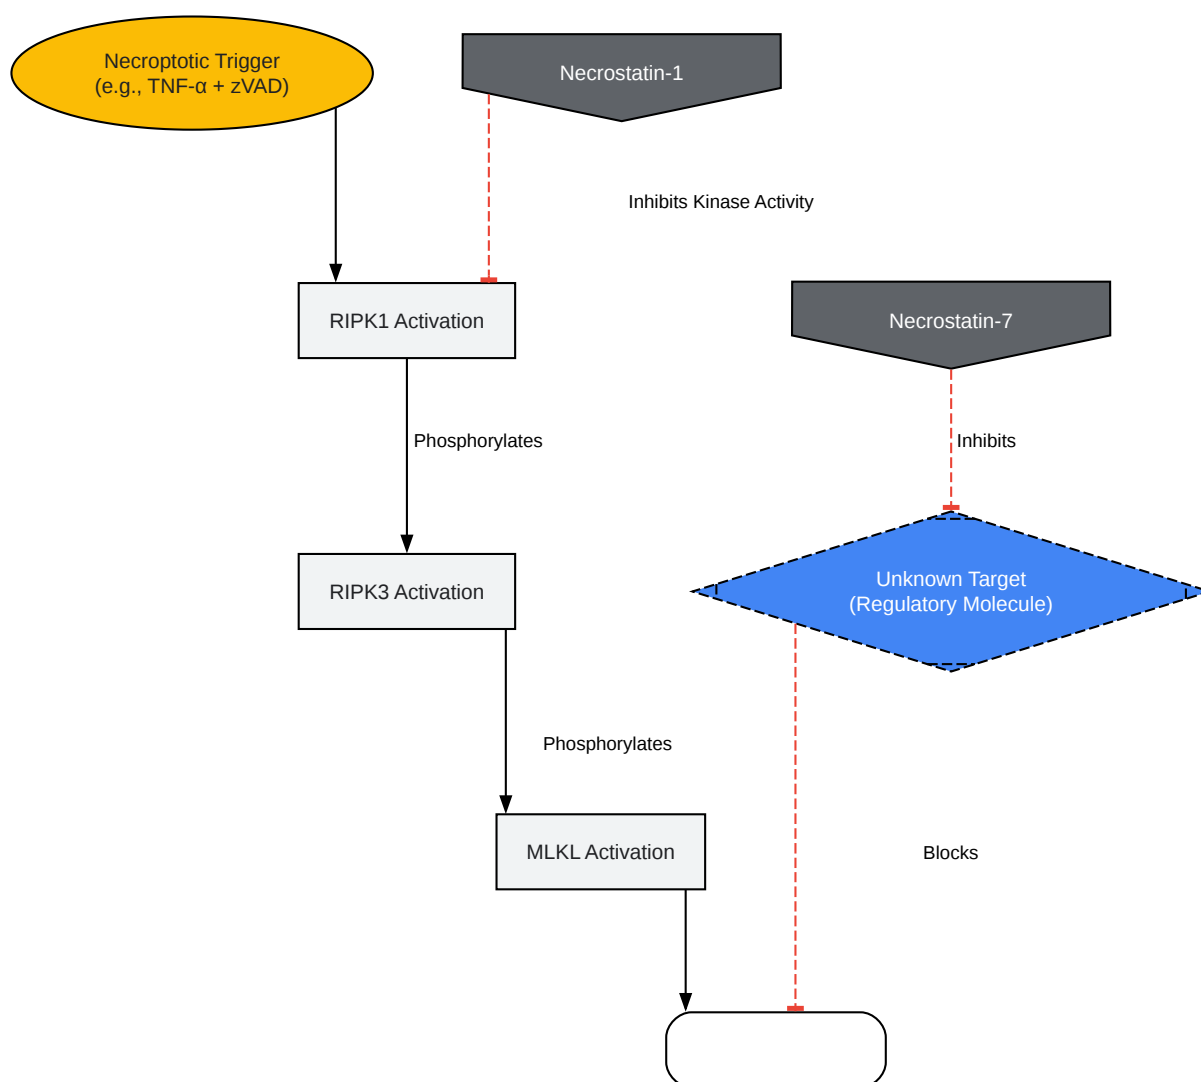 Necroptotic Trigger
(e.g., TNF-α + zVAD)
Necrostatin-1
Inhibits Kinase Activity
RIPK1 Activation
Necrostatin-7
Phosphorylates
Inhibits
RIPK3 Activation
Unknown Target
(Regulatory Molecule)
Phosphorylates
MLKL Activation
Blocks